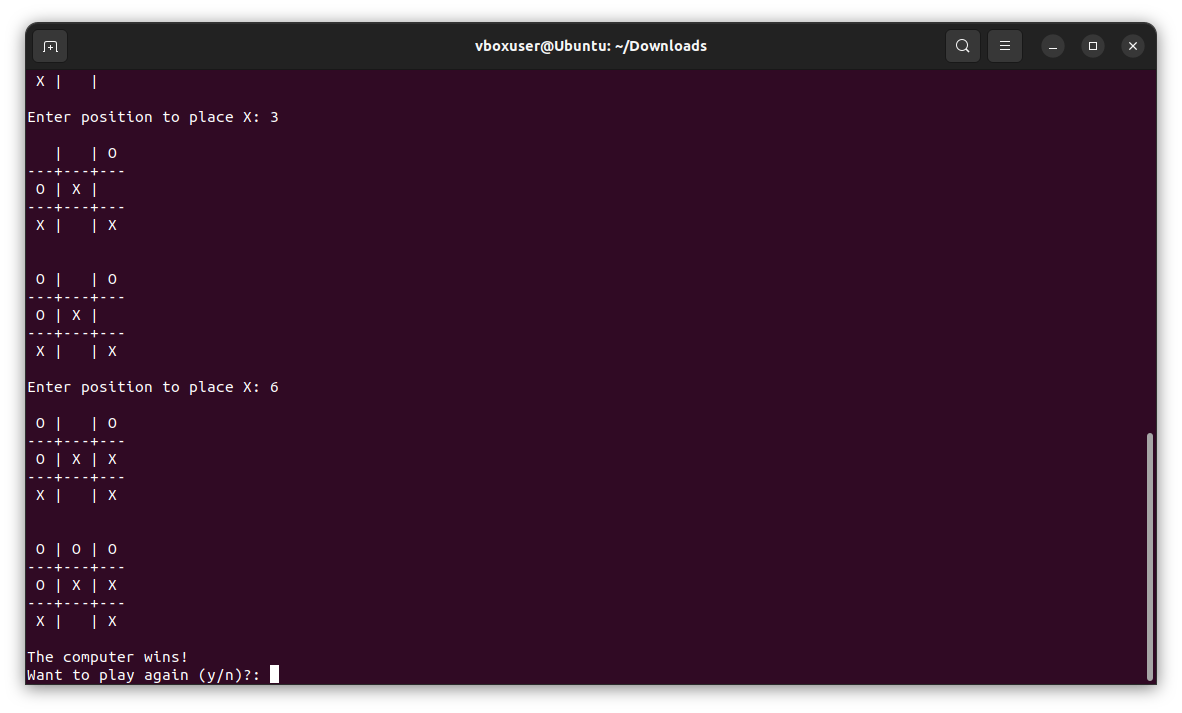 vboxuser@Ubuntu: ~/Downloads
 X |   |
Enter position to place X: 3
   |   | O
---+---+---
 O | X |
---+---+---
 X |   | X
 O |   | O
---+---+---
 O | X |
---+---+---
 X |   | X
Enter position to place X: 6
 O |   | O
---+---+---
 O | X | X
---+---+---
 X |   | X
 O | O | O
---+---+---
 O | X | X
---+---+---
 X |   | X
The computer wins!
Want to play again (y/n)?: